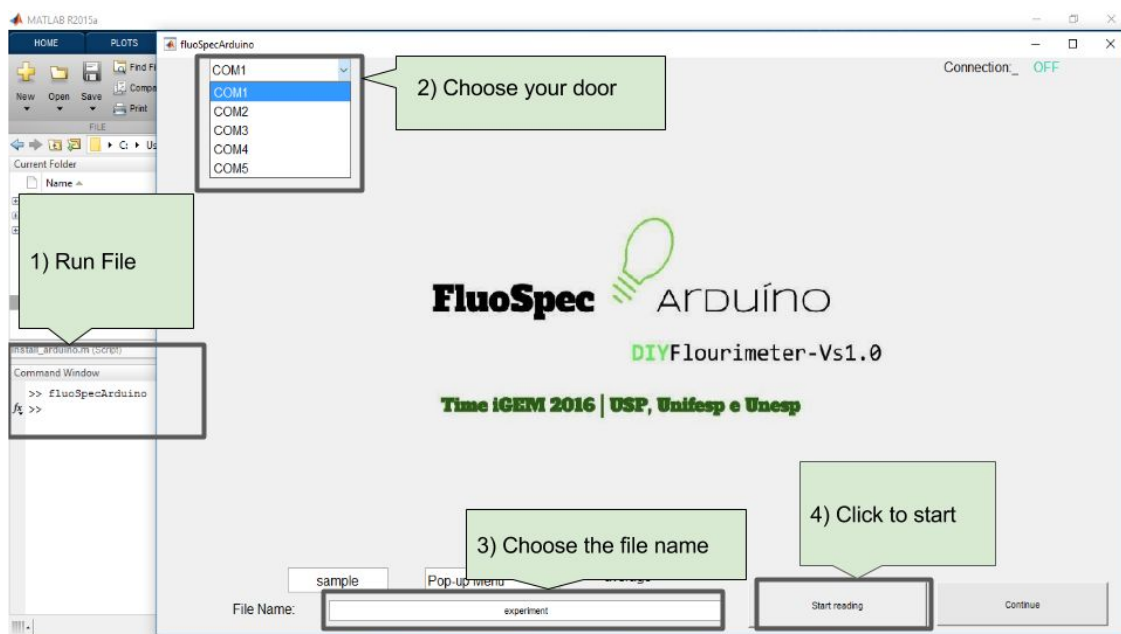 MATLAB R2015a
HOME
PLOTS
fluoSpecArduino
Find Fi
Compa
Print
New
Open
Save
FILE
C:
Us
Current Folder
Name
COM1
COM1
COM2
COM3
COM4
COM5
2) Choose your door
Connection:_ OFF
1) Run File
install_arduino.m (Script)
Command Window
>> fluoSpecArduino
fx >>
FluoSpec Arduíno
DIYFlourimeter-Vs1.0
Time iGEM 2016 | USP, Unifesp e Unesp
3) Choose the file name
4) Click to start
sample
Pop-up Menu
File Name:
experiment
Start reading
Continue